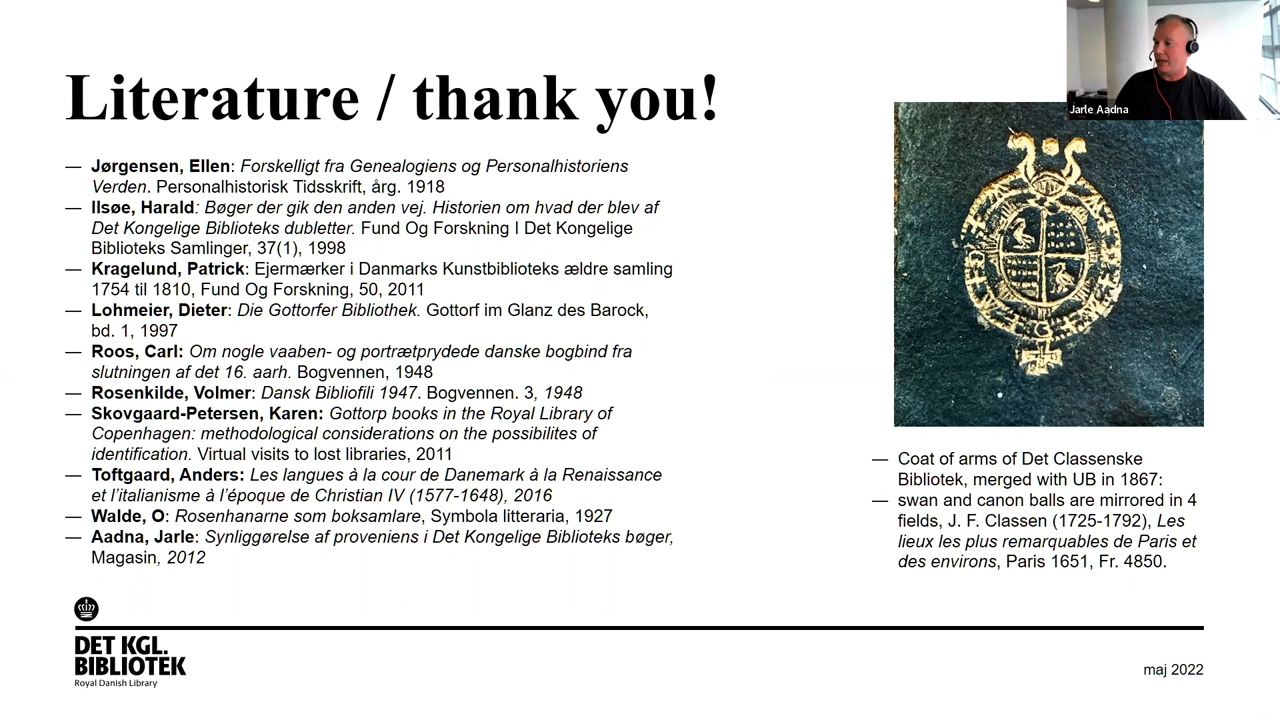 Jarle Aadna
Literature / thank you!
— Jørgensen, Ellen: Forskelligt fra Genealogiens og Personalhistoriens
Verden. Personalhistorisk Tidsskrift, årg. 1918
— Ilsøe, Harald: Bøger der gik den anden vej. Historien om hvad der blev af
Det Kongelige Biblioteks dubletter. Fund Og Forskning I Det Kongelige
Biblioteks Samlinger, 37(1), 1998
— Kragelund, Patrick: Ejermærker i Danmarks Kunstbiblioteks ældre samling
1754 til 1810, Fund Og Forskning, 50, 2011
— Lohmeier, Dieter: Die Gottorfer Bibliothek. Gottorf im Glanz des Barock,
bd. 1, 1997
— Roos, Carl: Om nogle vaaben- og portrætprydede danske bogbind fra
slutningen af det 16. aarh. Bogvennen, 1948
— Rosenkilde, Volmer: Dansk Bibliofili 1947. Bogvennen. 3, 1948
— Skovgaard-Petersen, Karen: Gottorp books in the Royal Library of
Copenhagen: methodological considerations on the possibilites of
identification. Virtual visits to lost libraries, 2011
— Toftgaard, Anders: Les langues à la cour de Danemark à la Renaissance
et l’italianisme à l’époque de Christian IV (1577-1648), 2016
— Walde, O: Rosenhanarne som boksamlare, Symbola litteraria, 1927
— Aadna, Jarle: Synliggørelse af proveniens i Det Kongelige Biblioteks bøger,
Magasin, 2012
— Coat of arms of Det Classenske
Bibliotek, merged with UB in 1867:
— swan and canon balls are mirrored in 4
fields, J. F. Classen (1725-1792), Les
lieux les plus remarquables de Paris et
des environs, Paris 1651, Fr. 4850.
DET KGL.
BIBLIOTEK
Royal Danish Library
maj 2022